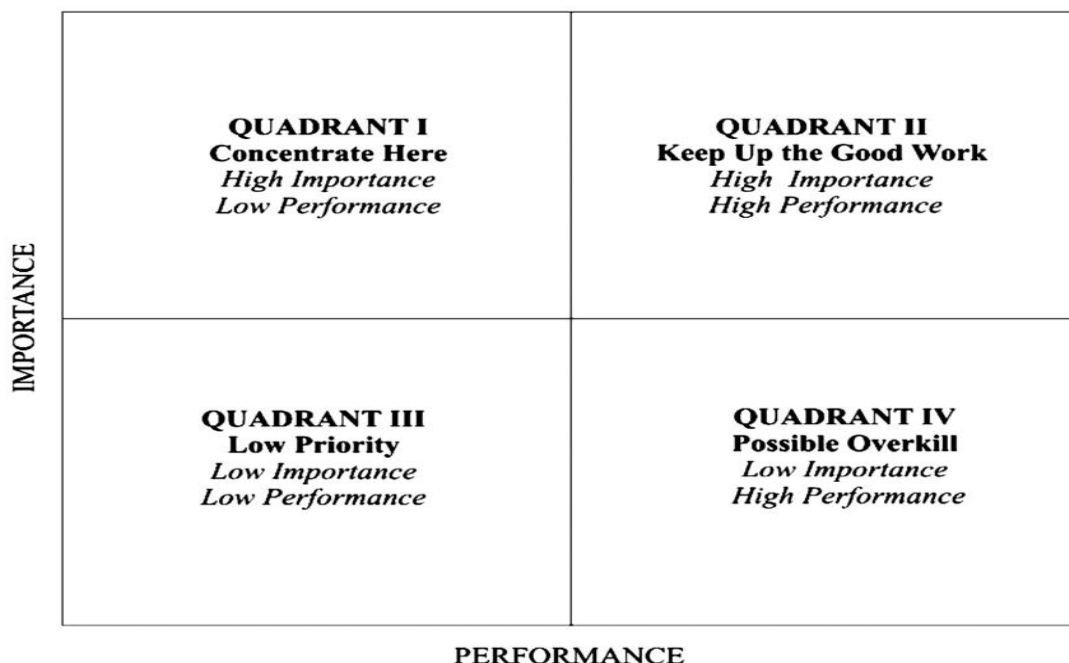 QUADRANT I
Concentrate Here
High Importance
Low Performance
QUADRANT II
Keep Up the Good Work
High Importance
High Performance
IMPORTANCE
QUADRANT III
Low Priority
Low Importance
Low Performance
QUADRANT IV
Possible Overkill
Low Importance
High Performance
PERFORMANCE